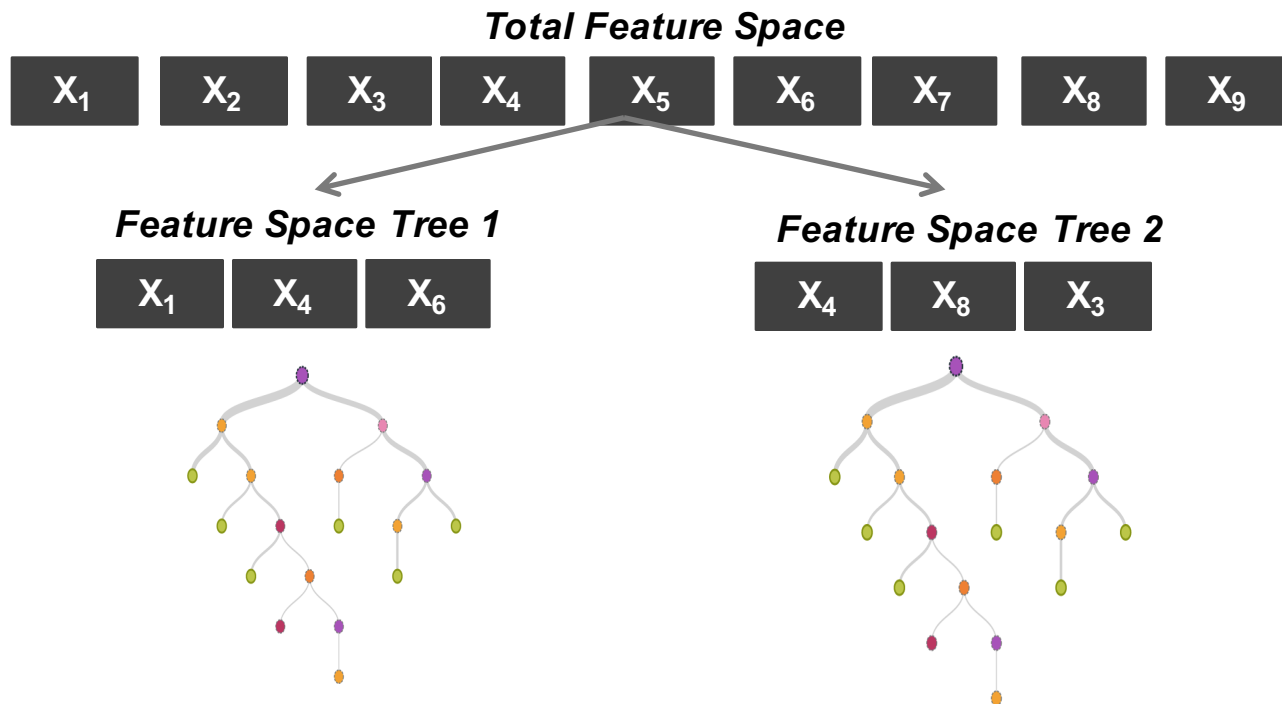 Total Feature Space
X₁ X₂ X₃ X₄ X₅ X₆ X₇ X₈ X₉
Feature Space Tree 1
X₁ X₄ X₆
Feature Space Tree 2
X₄ X₈ X₃